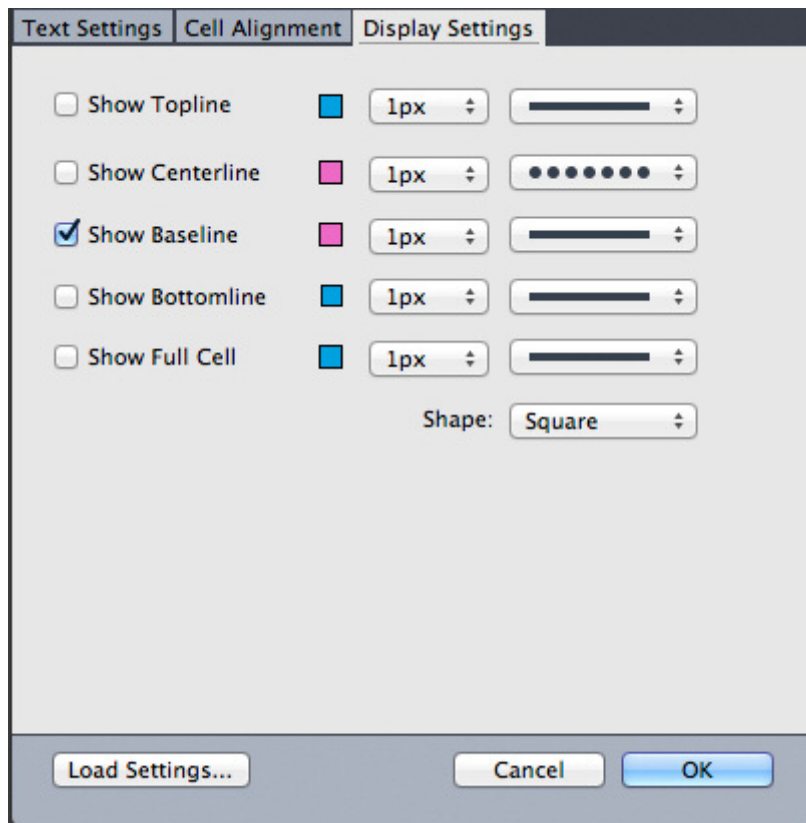 Text Settings Cell Alignment Display Settings
Show Topline 1px
Show Centerline 1px
Show Baseline 1px
Show Bottomline 1px
Show Full Cell 1px
Shape: Square
Load Settings... Cancel OK